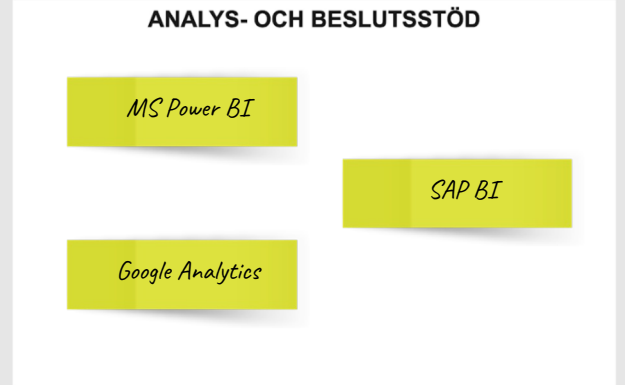 ANALYS- OCH BESLUTSSTÖD
MS Power BI
SAP BI
Google Analytics